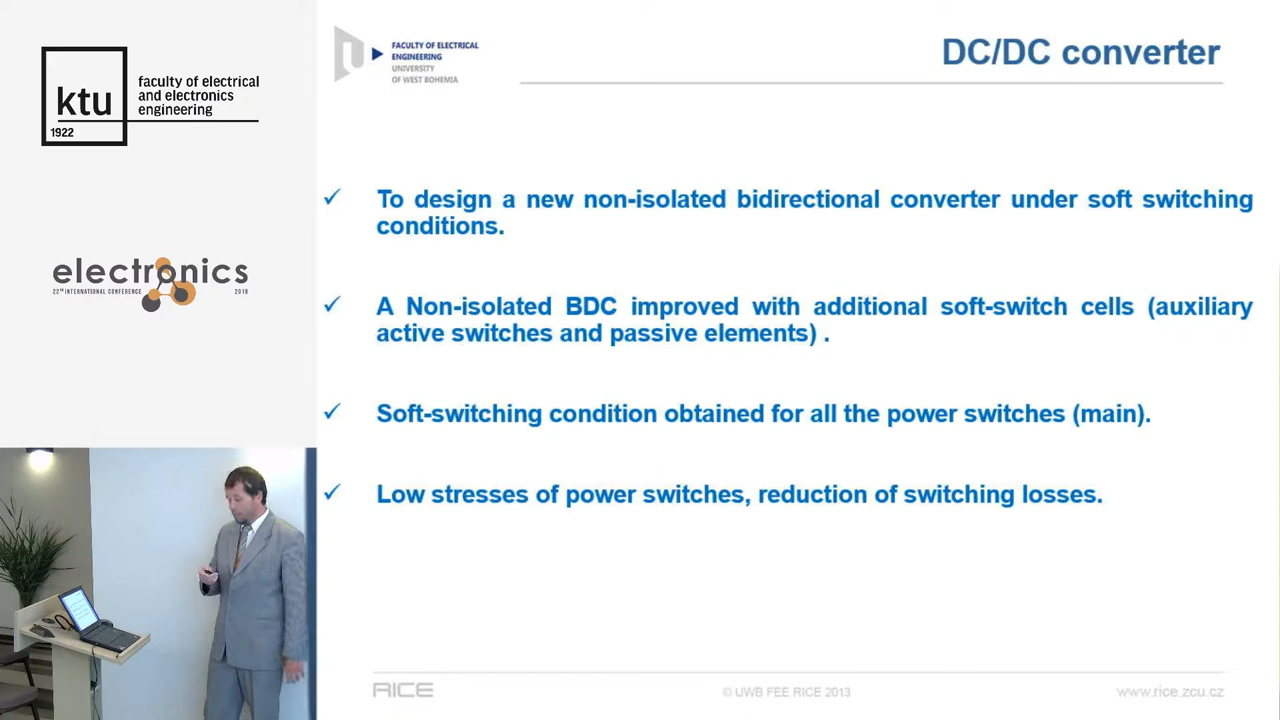 ktu
1922
faculty of electrical
and electronics
engineering
electronics
22ND INTERNATIONAL CONFERENCE 2018
FACULTY OF ELECTRICAL
ENGINEERING
UNIVERSITY
OF WEST BOHEMIA
DC/DC converter
✓ To design a new non-isolated bidirectional converter under soft switching
conditions.
✓ A Non-isolated BDC improved with additional soft-switch cells (auxiliary
active switches and passive elements) .
✓ Soft-switching condition obtained for all the power switches (main).
✓ Low stresses of power switches, reduction of switching losses.
RICE
© UWB FEE RICE 2013
www.rice.zcu.cz